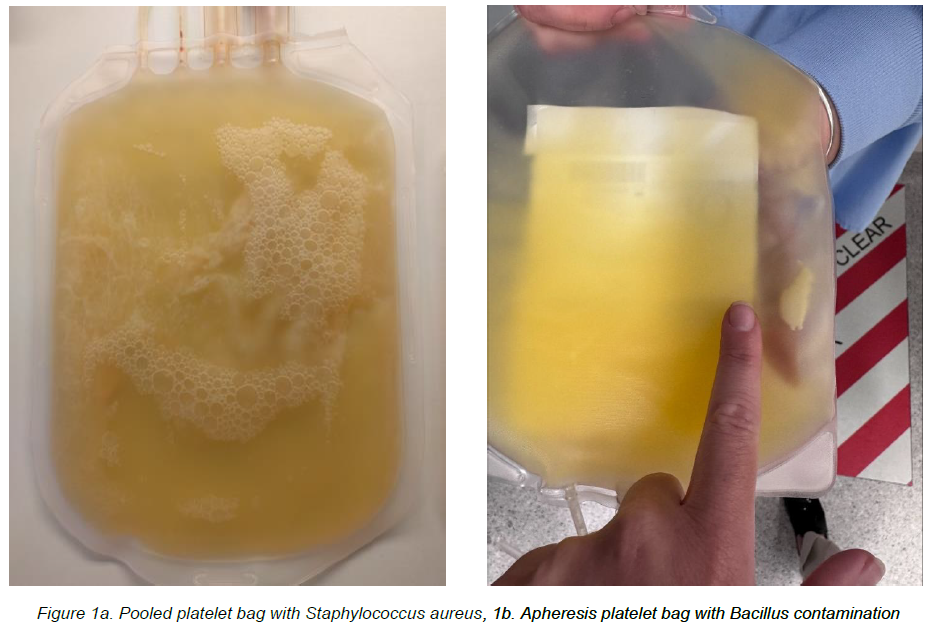 CLEAR
Figure 1a. Pooled platelet bag with Staphylococcus aureus, 1b. Apheresis platelet bag with Bacillus contamination